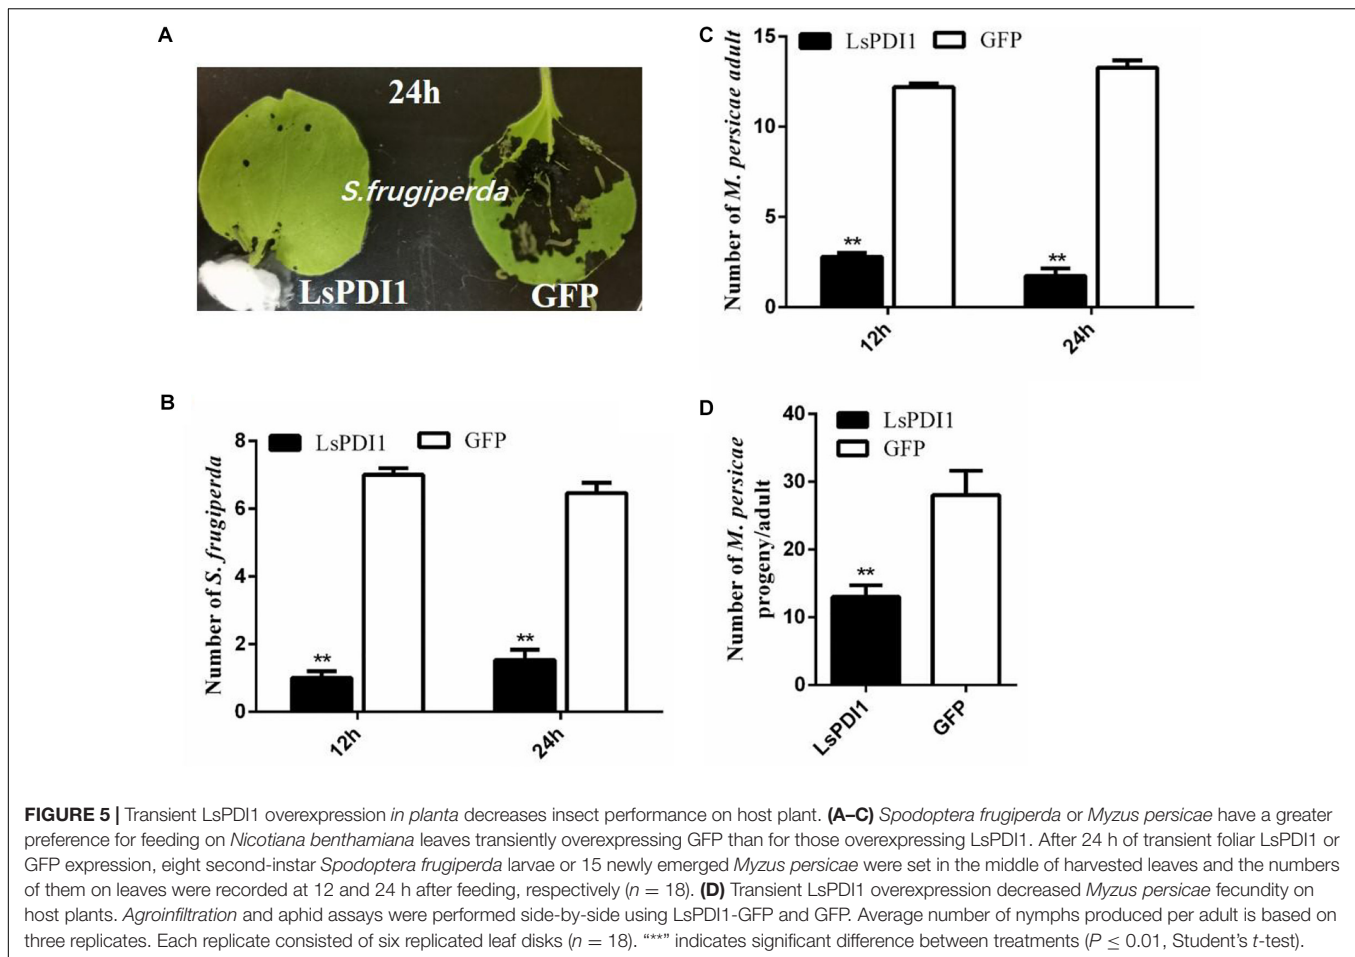 A
24h
S.frugiperda
LsPDI1
GFP
B
LsPDI1 GFP
Number of S. frugiperda
8
6
4
2
0
**
**
12h
24h
C
LsPDI1 GFP
Number of M. persicae adult
15
10
5
0
**
**
12h
24h
D
LsPDI1
GFP
Number of M. persicae
progeny/adult
40
30
20
10
0
**
LsPDI1
GFP
FIGURE 5 | Transient LsPDI1 overexpression in planta decreases insect performance on host plant. (A–C) Spodoptera frugiperda or Myzus persicae have a greater
preference for feeding on Nicotiana benthamiana leaves transiently overexpressing GFP than for those overexpressing LsPDI1. After 24 h of transient foliar LsPDI1 or
GFP expression, eight second-instar Spodoptera frugiperda larvae or 15 newly emerged Myzus persicae were set in the middle of harvested leaves and the numbers
of them on leaves were recorded at 12 and 24 h after feeding, respectively (n = 18). (D) Transient LsPDI1 overexpression decreased Myzus persicae fecundity on
host plants. Agroinfiltration and aphid assays were performed side-by-side using LsPDI1-GFP and GFP. Average number of nymphs produced per adult is based on
three replicates. Each replicate consisted of six replicated leaf disks (n = 18). “**” indicates significant difference between treatments (P ≤ 0.01, Student’s t-test).